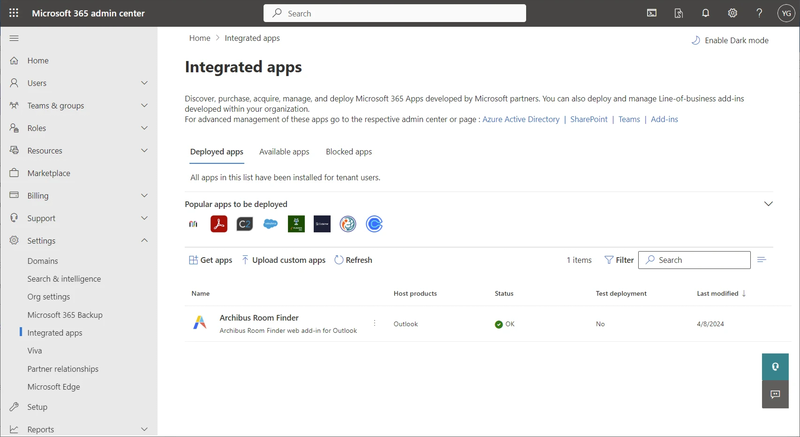 Microsoft 365 admin center
Search
YG
Home
Users
Teams & groups
Roles
Resources
Marketplace
Billing
Support
Settings
Domains
Search & intelligence
Org settings
Microsoft 365 Backup
Integrated apps
Viva
Partner relationships
Microsoft Edge
Setup
Reports
Home > Integrated apps
Enable Dark mode
Integrated apps
Discover, purchase, acquire, manage, and deploy Microsoft 365 Apps developed by Microsoft partners. You can also deploy and manage Line-of-business add-ins
developed within your organization.
For advanced management of these apps go to the respective admin center or page : Azure Active Directory | SharePoint | Teams | Add-ins
Deployed apps Available apps Blocked apps
All apps in this list have been installed for tenant users.
Popular apps to be deployed
Get apps Upload custom apps Refresh 1 items Filter Search
Name Host products Status Test deployment Last modified ↓
Archibus Room Finder
Archibus Room Finder web add-in for Outlook Outlook OK No 4/8/2024